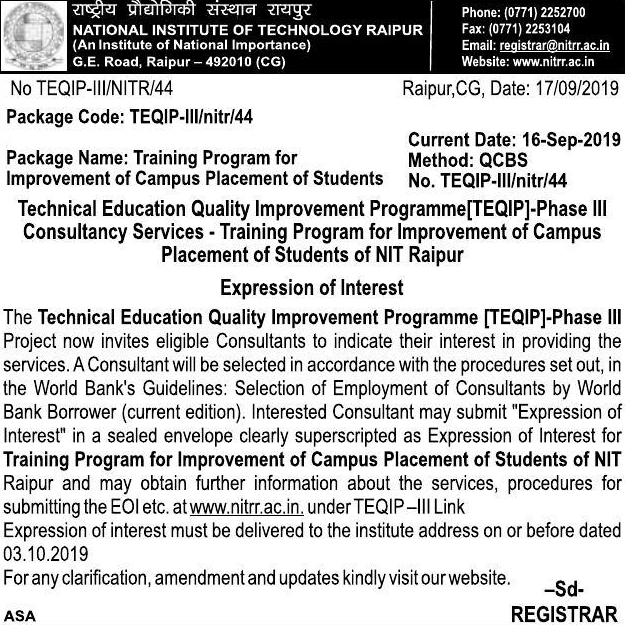 राष्ट्रीय प्रौद्योगिकी संस्थान रायपुर
NATIONAL INSTITUTE OF TECHNOLOGY RAIPUR
(An Institute of National Importance)
G.E. Road, Raipur – 492010 (CG)
Phone: (0771) 2252700
Fax: (0771) 2253104
Email: registrar@nitrr.ac.in
Website: www.nitrr.ac.in
No TEQIP-III/NITR/44
Raipur,CG, Date: 17/09/2019
Package Code: TEQIP-III/nitr/44
Package Name: Training Program for
Improvement of Campus Placement of Students
Current Date: 16-Sep-2019
Method: QCBS
No. TEQIP-III/nitr/44
Technical Education Quality Improvement Programme[TEQIP]-Phase III
Consultancy Services - Training Program for Improvement of Campus
Placement of Students of NIT Raipur
Expression of Interest
The Technical Education Quality Improvement Programme [TEQIP]-Phase III
Project now invites eligible Consultants to indicate their interest in providing the
services. A Consultant will be selected in accordance with the procedures set out, in
the World Bank's Guidelines: Selection of Employment of Consultants by World
Bank Borrower (current edition). Interested Consultant may submit "Expression of
Interest" in a sealed envelope clearly superscripted as Expression of Interest for
Training Program for Improvement of Campus Placement of Students of NIT
Raipur and may obtain further information about the services, procedures for
submitting the EOI etc. at www.nitrr.ac.in. under TEQIP –III Link
Expression of interest must be delivered to the institute address on or before dated
03.10.2019
For any clarification, amendment and updates kindly visit our website.
–Sd-
ASA
REGISTRAR